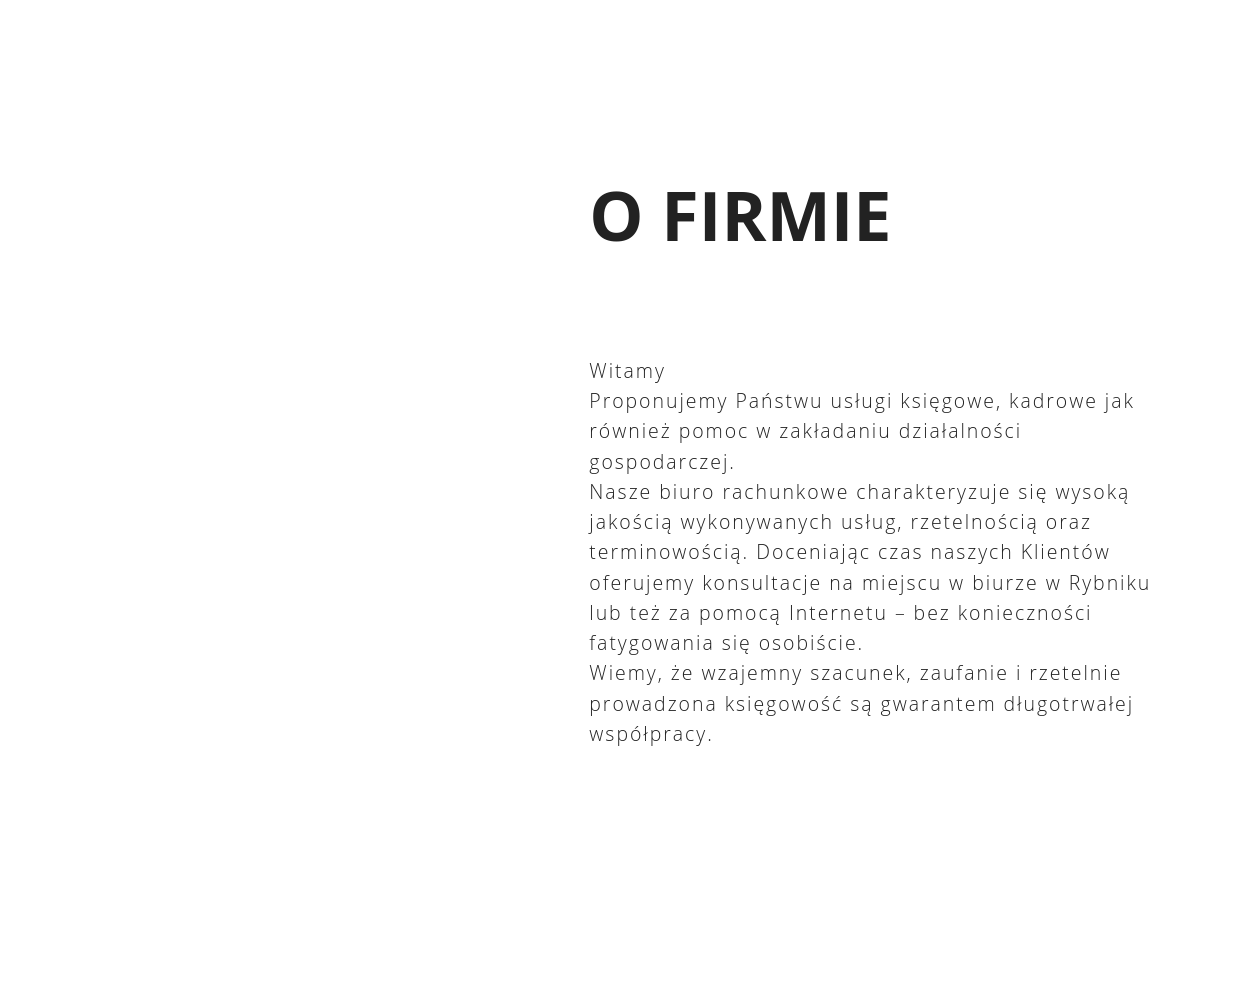 O FIRMIE
Witamy
Proponujemy Państwu usługi księgowe, kadrowe jak
również pomoc w zakładaniu działalności
gospodarczej.
Nasze biuro rachunkowe charakteryzuje się wysoką
jakością wykonywanych usług, rzetelnością oraz
terminowością. Doceniając czas naszych Klientów
oferujemy konsultacje na miejscu w biurze w Rybniku
lub też za pomocą Internetu – bez konieczności
fatygowania się osobiście.
Wiemy, że wzajemny szacunek, zaufanie i rzetelnie
prowadzona księgowość są gwarantem długotrwałej
współpracy.